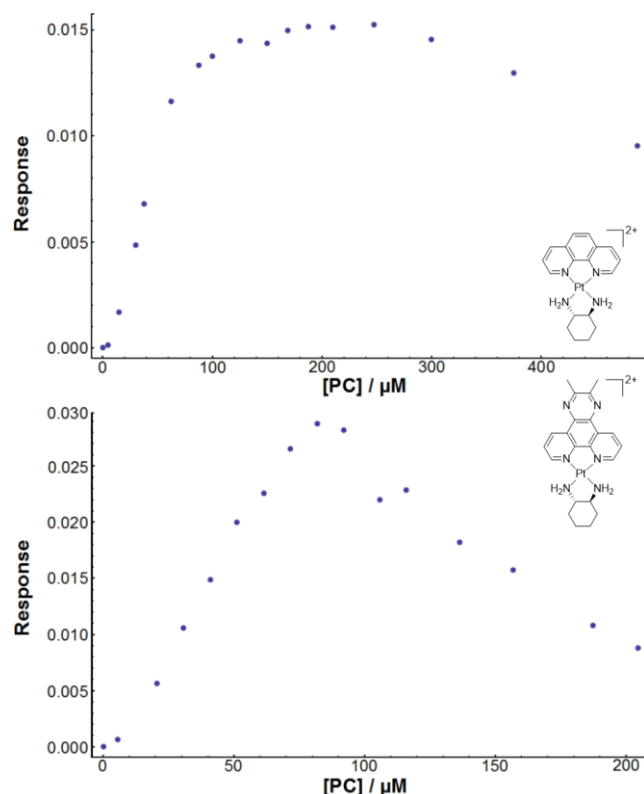 0.015
0.010
0.005
0.000
Response
0
100
200
300
400
[PC] / µM
2+
N
N
Pt
H2N
NH2
0.030
0.025
0.020
0.015
0.010
0.005
0.000
Response
0
50
100
150
200
[PC] / µM
2+
N
N
N
N
Pt
H2N
NH2